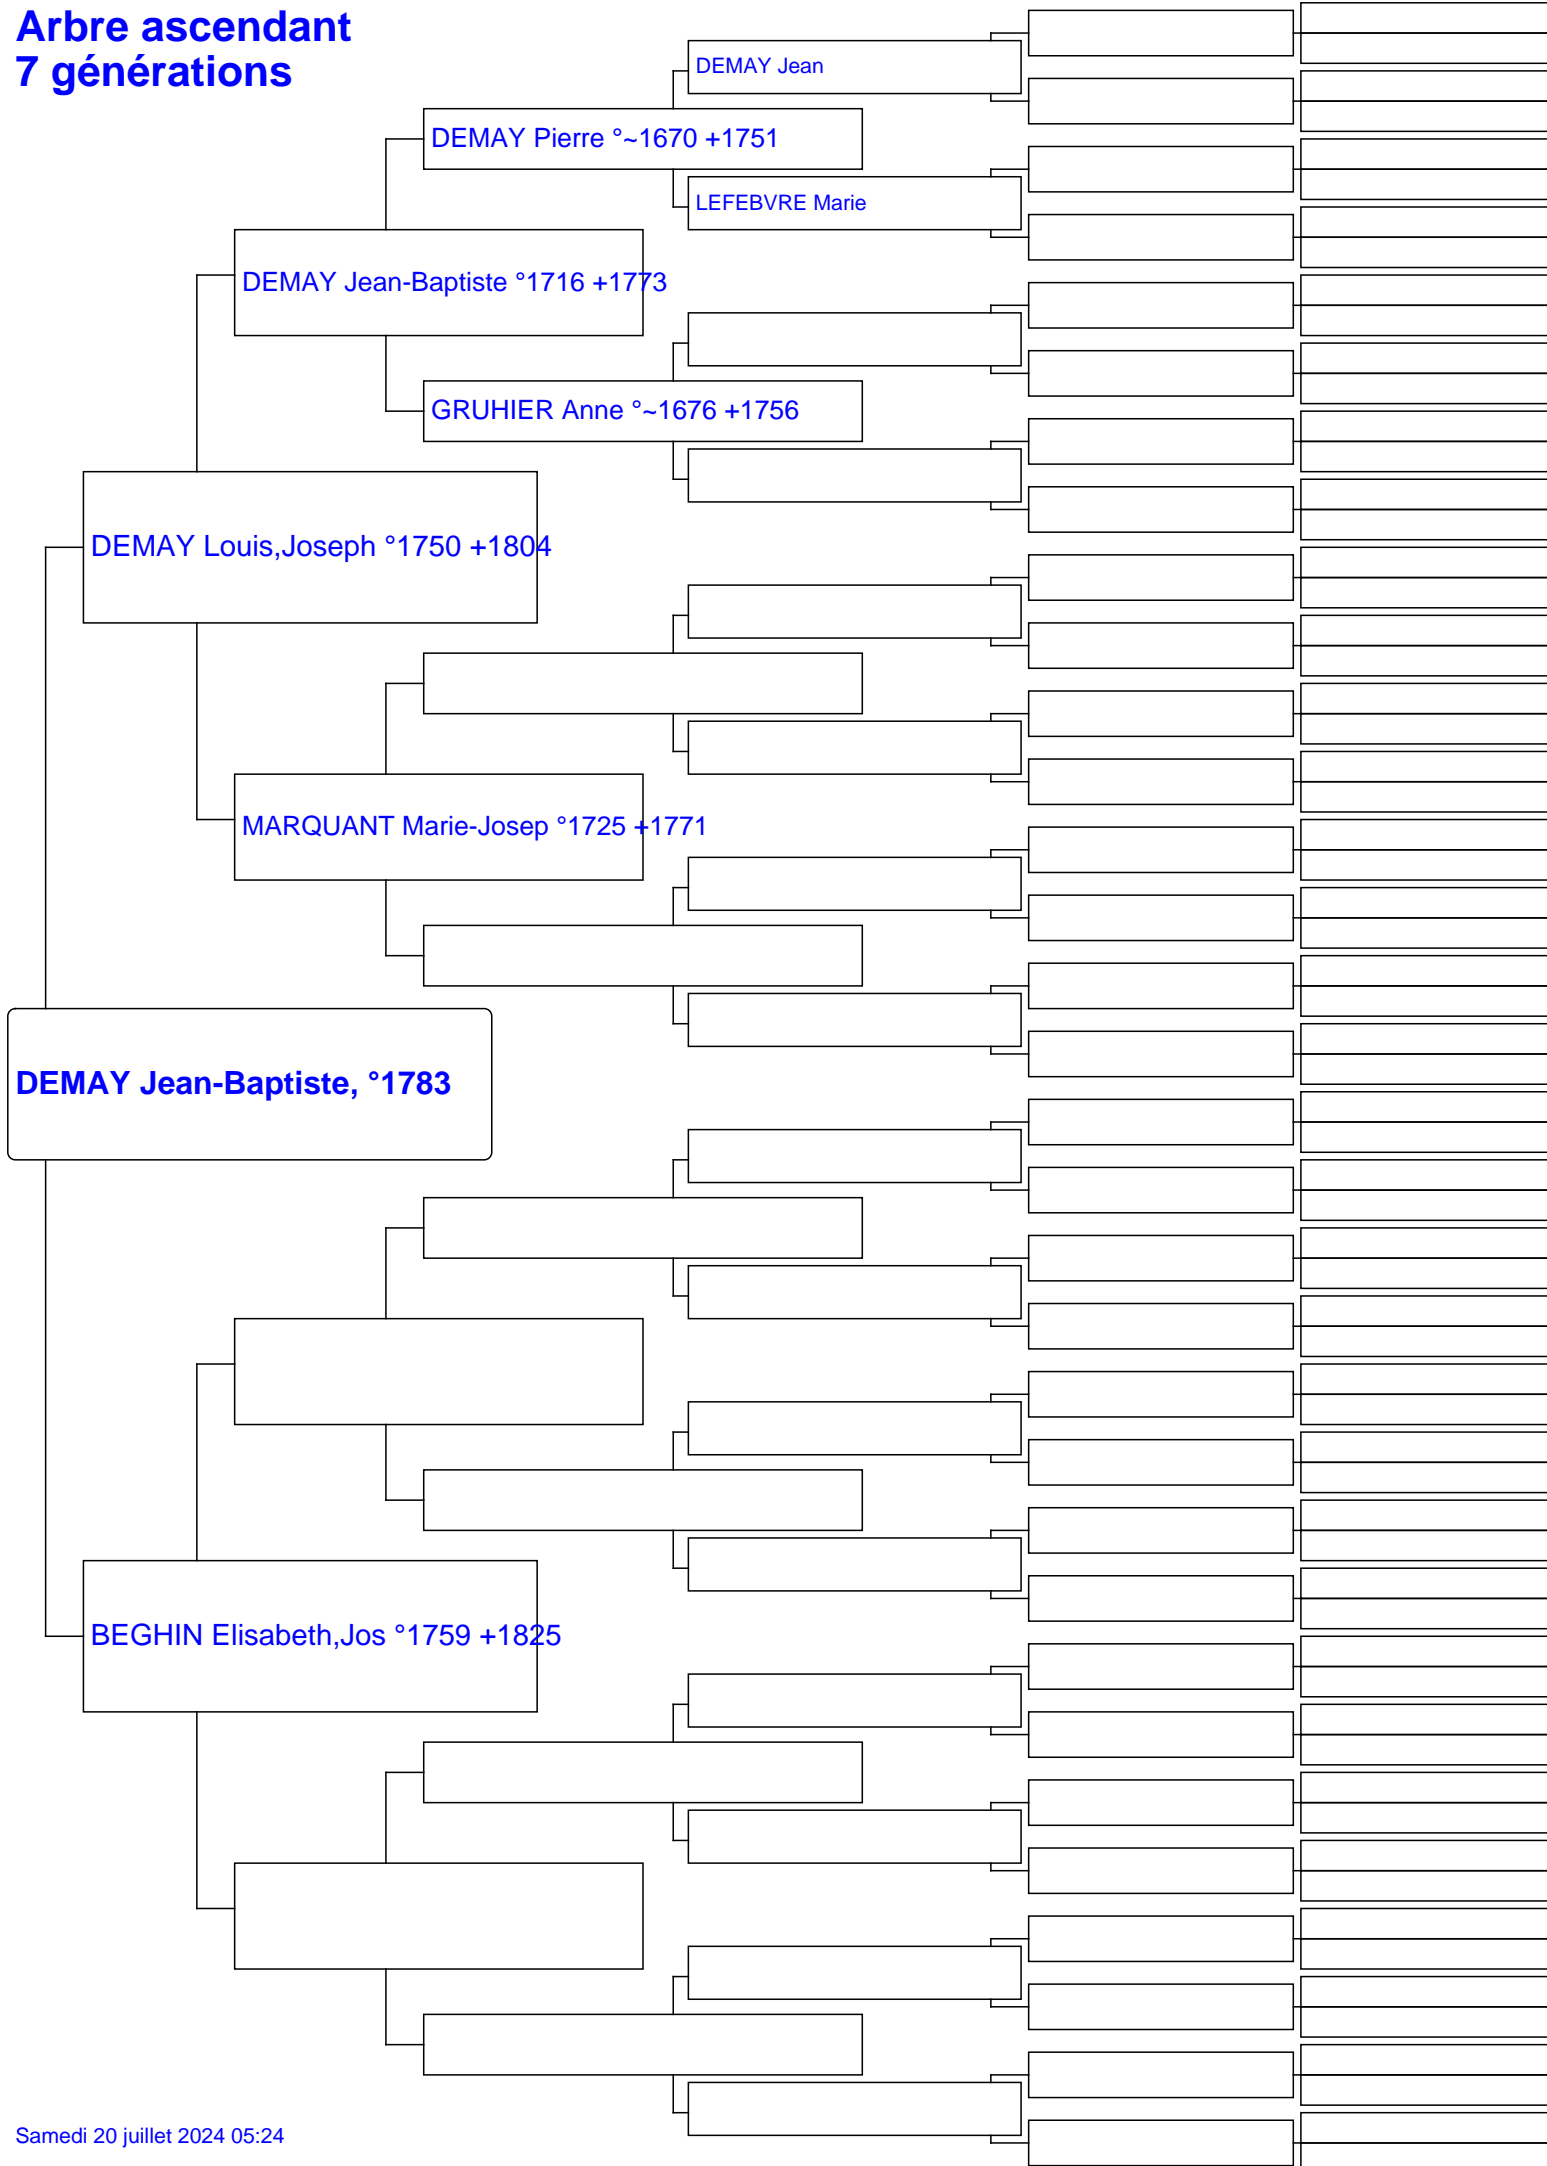 Arbre ascendant
7 générations
DEMAY Jean
DEMAY Pierre °~1670 +1751
LEFEBVRE Marie
DEMAY Jean-Baptiste °1716 +1773
GRUHIER Anne °~1676 +1756
DEMAY Louis,Joseph °1750 +1804
MARQUANT Marie-Josep °1725 +1771
DEMAY Jean-Baptiste, °1783
BEGHIN Elisabeth,Jos °1759 +1825
Samedi 20 juillet 2024 05:24